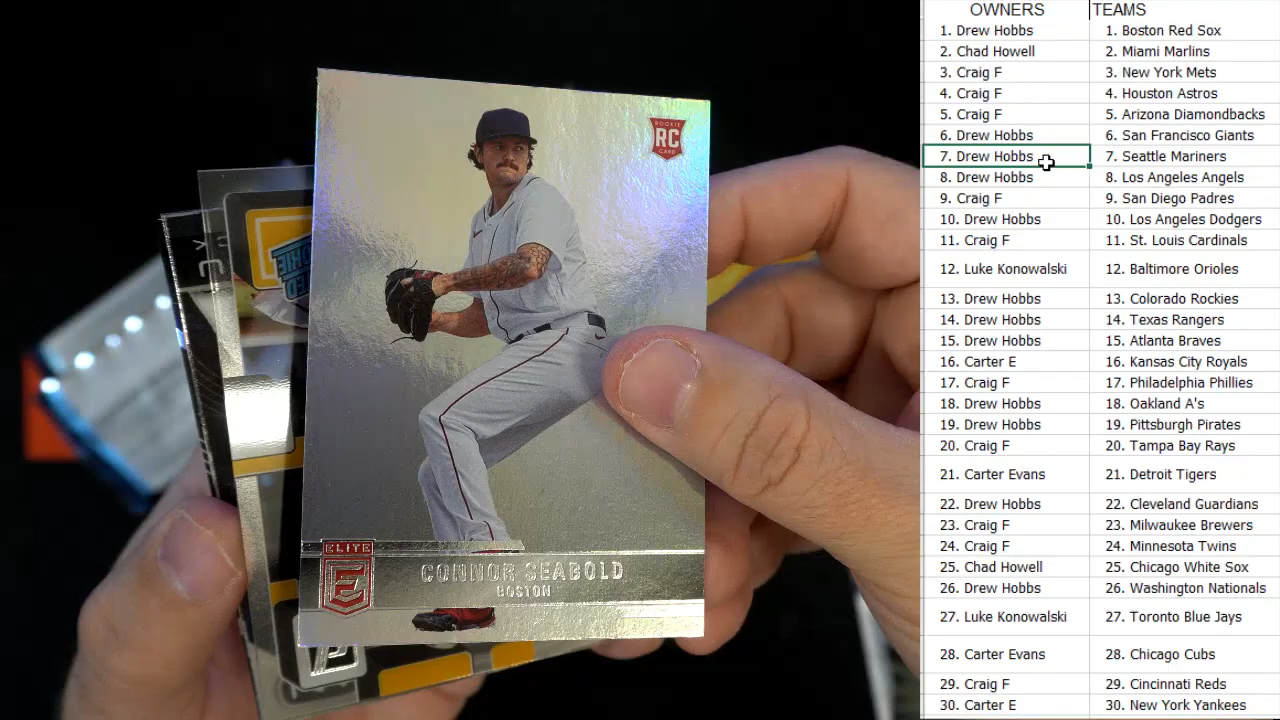 OWNERS TEAMS
1. Drew Hobbs 1. Boston Red Sox
2. Chad Howell 2. Miami Marlins
3. Craig F 3. New York Mets
4. Craig F 4. Houston Astros
5. Craig F 5. Arizona Diamondbacks
6. Drew Hobbs 6. San Francisco Giants
7. Drew Hobbs 7. Seattle Mariners
8. Drew Hobbs 8. Los Angeles Angels
9. Craig F 9. San Diego Padres
10. Drew Hobbs 10. Los Angeles Dodgers
11. Craig F 11. St. Louis Cardinals
12. Luke Konowalski 12. Baltimore Orioles
13. Drew Hobbs 13. Colorado Rockies
14. Drew Hobbs 14. Texas Rangers
15. Drew Hobbs 15. Atlanta Braves
16. Carter E 16. Kansas City Royals
17. Craig F 17. Philadelphia Phillies
18. Drew Hobbs 18. Oakland A's
19. Drew Hobbs 19. Pittsburgh Pirates
20. Craig F 20. Tampa Bay Rays
21. Carter Evans 21. Detroit Tigers
22. Drew Hobbs 22. Cleveland Guardians
23. Craig F 23. Milwaukee Brewers
24. Craig F 24. Minnesota Twins
25. Chad Howell 25. Chicago White Sox
26. Drew Hobbs 26. Washington Nationals
27. Luke Konowalski 27. Toronto Blue Jays
28. Carter Evans 28. Chicago Cubs
29. Craig F 29. Cincinnati Reds
30. Carter E 30. New York Yankees
ROOKIE
RC
CARD
ELITE
E
CONNOR SEABOLD
BOSTON